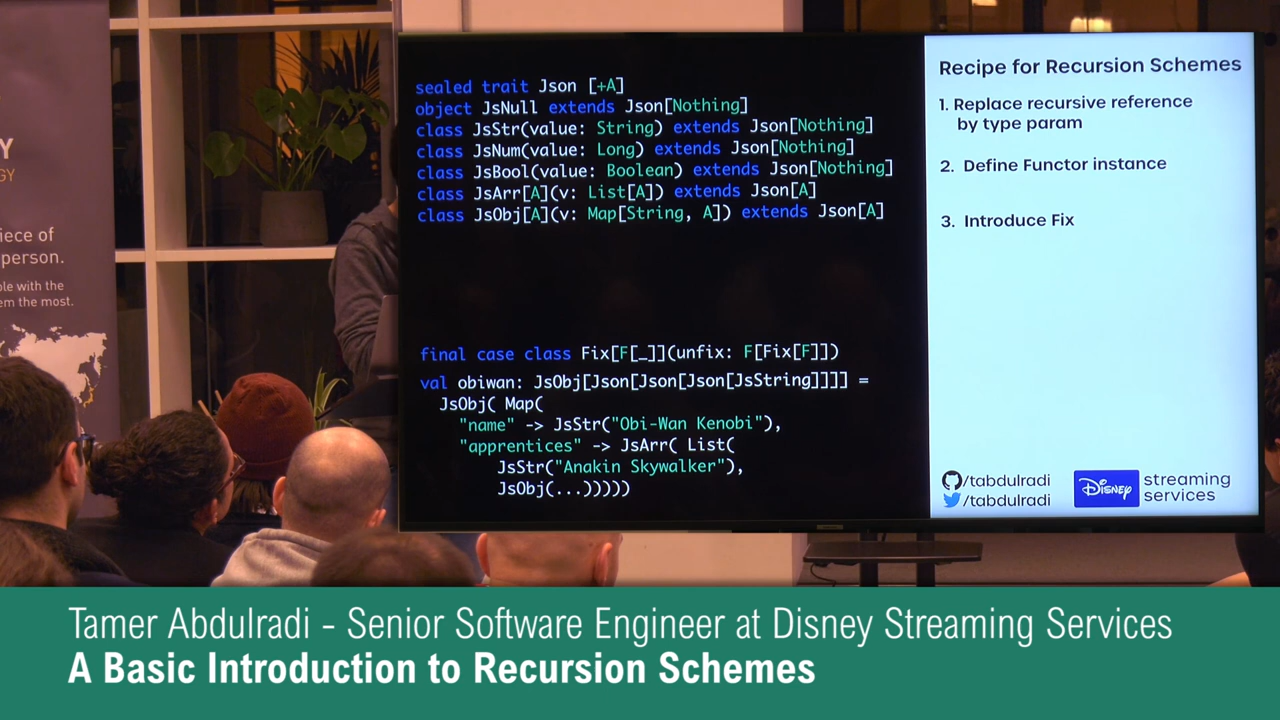 Y
GY
iece of
person.
ple with the
em the most.
sealed trait Json [+A]
object JsNull extends Json[Nothing]
class JsStr(value: String) extends Json[Nothing]
class JsNum(value: Long) extends Json[Nothing]
class JsBool(value: Boolean) extends Json[Nothing]
class JsArr[A](v: List[A]) extends Json[A]
class JsObj[A](v: Map[String, A]) extends Json[A]
final case class Fix[F[_]](unfix: F[Fix[F]])
val obiwan: JsObj[Json[Json[Json[JsString]]]] =
JsObj( Map(
"name" -> JsStr("Obi-Wan Kenobi"),
"apprentices" -> JsArr( List(
JsStr("Anakin Skywalker"),
JsObj(...)))))
Recipe for Recursion Schemes
1. Replace recursive reference
by type param
2. Define Functor instance
3. Introduce Fix
/tabdulradi
/tabdulradi
Disney streaming
services
Tamer Abdulradi - Senior Software Engineer at Disney Streaming Services
A Basic Introduction to Recursion Schemes